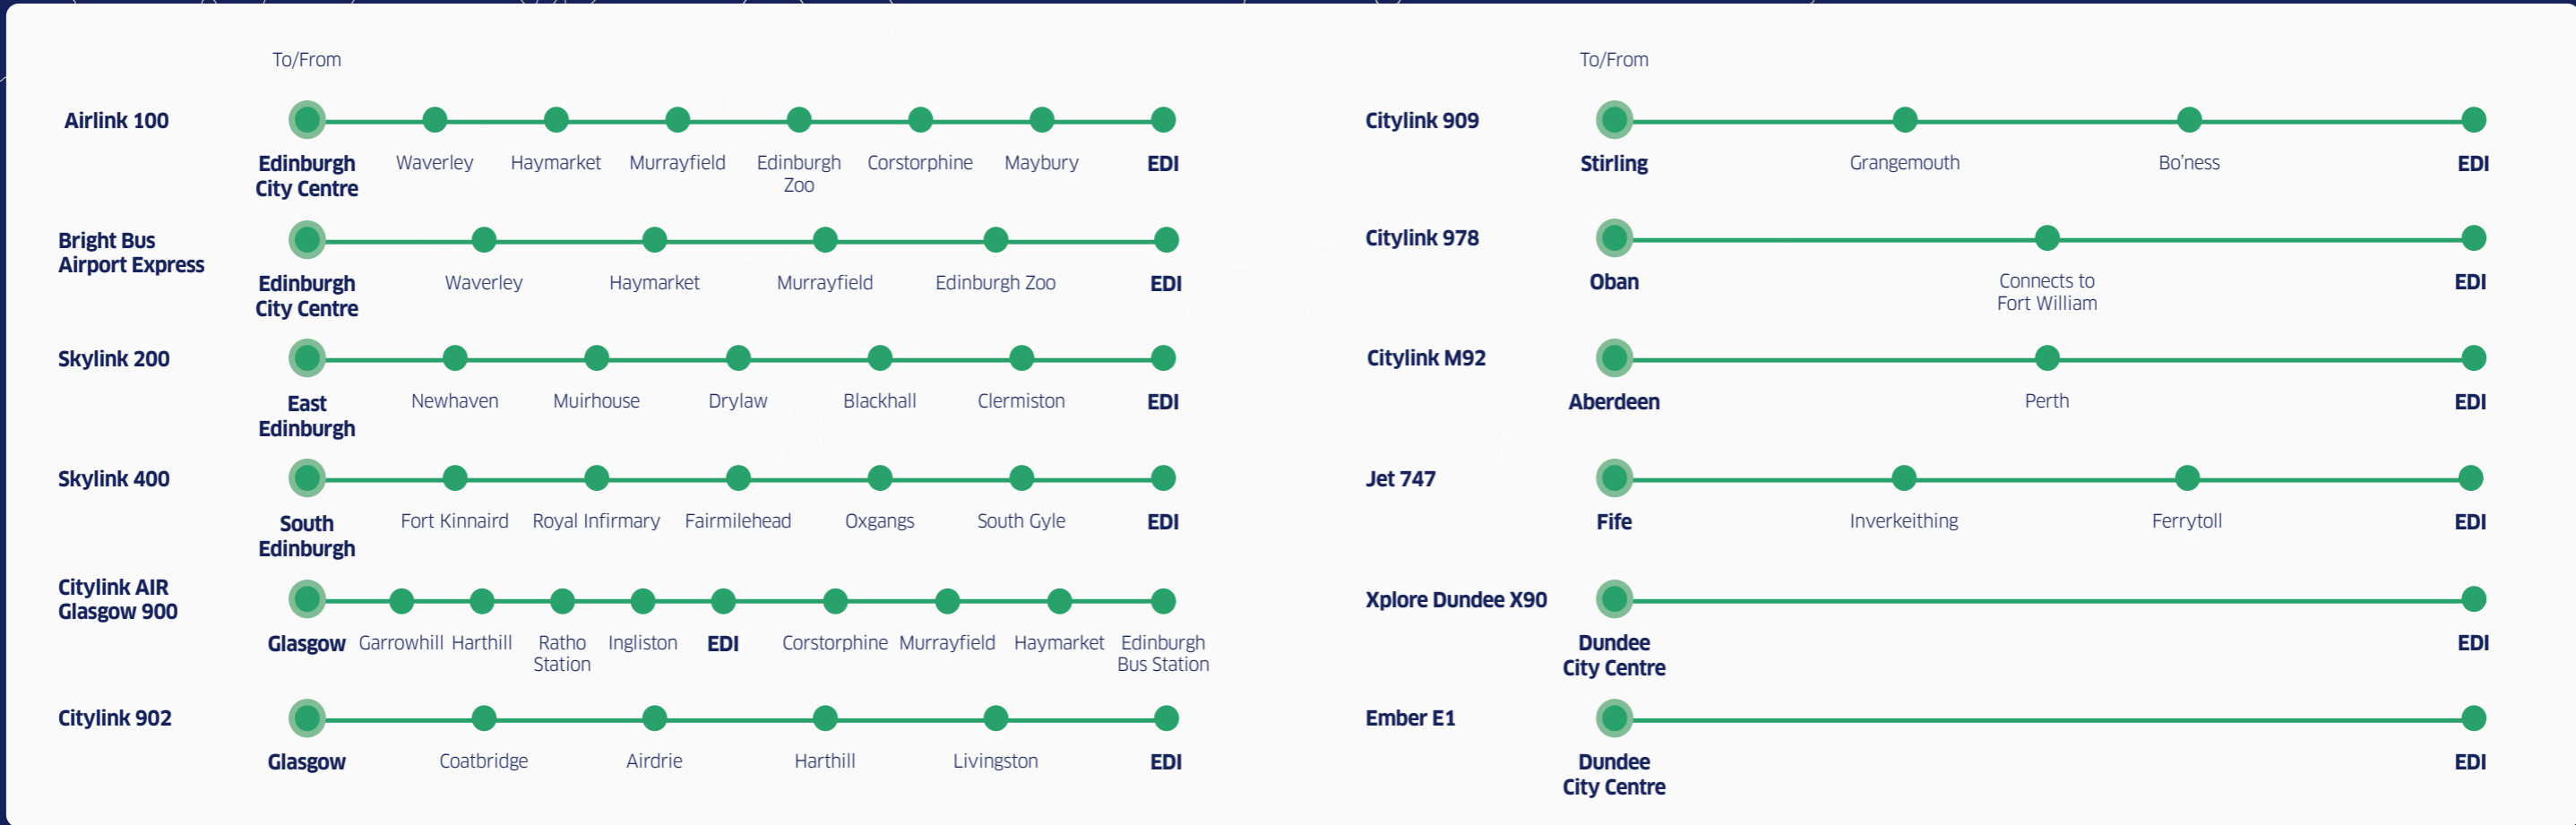 To/From
Airlink 100
Edinburgh Waverley Haymarket Murrayfield Edinburgh Corstorphine Maybury EDI
City Centre Zoo
Bright Bus
Airport Express
Edinburgh Waverley Haymarket Murrayfield Edinburgh Zoo EDI
City Centre
Skylink 200
East Newhaven Muirhouse Drylaw Blackhall Clermiston EDI
Edinburgh
Skylink 400
South Fort Kinnaird Royal Infirmary Fairmilehead Oxgangs South Gyle EDI
Edinburgh
Citylink AIR
Glasgow 900
Glasgow Garrowhill Harthill Ratho Ingliston EDI Corstorphine Murrayfield Haymarket Edinburgh
Station Bus Station
Citylink 902
Glasgow Coatbridge Airdrie Harthill Livingston EDI
To/From
Citylink 909
Stirling Grangemouth Bo'ness EDI
Citylink 978
Oban Connects to EDI
Fort William
Citylink M92
Aberdeen Perth EDI
Jet 747
Fife Inverkeithing Ferrytoll EDI
Xplore Dundee X90
Dundee EDI
City Centre
Ember E1
Dundee EDI
City Centre